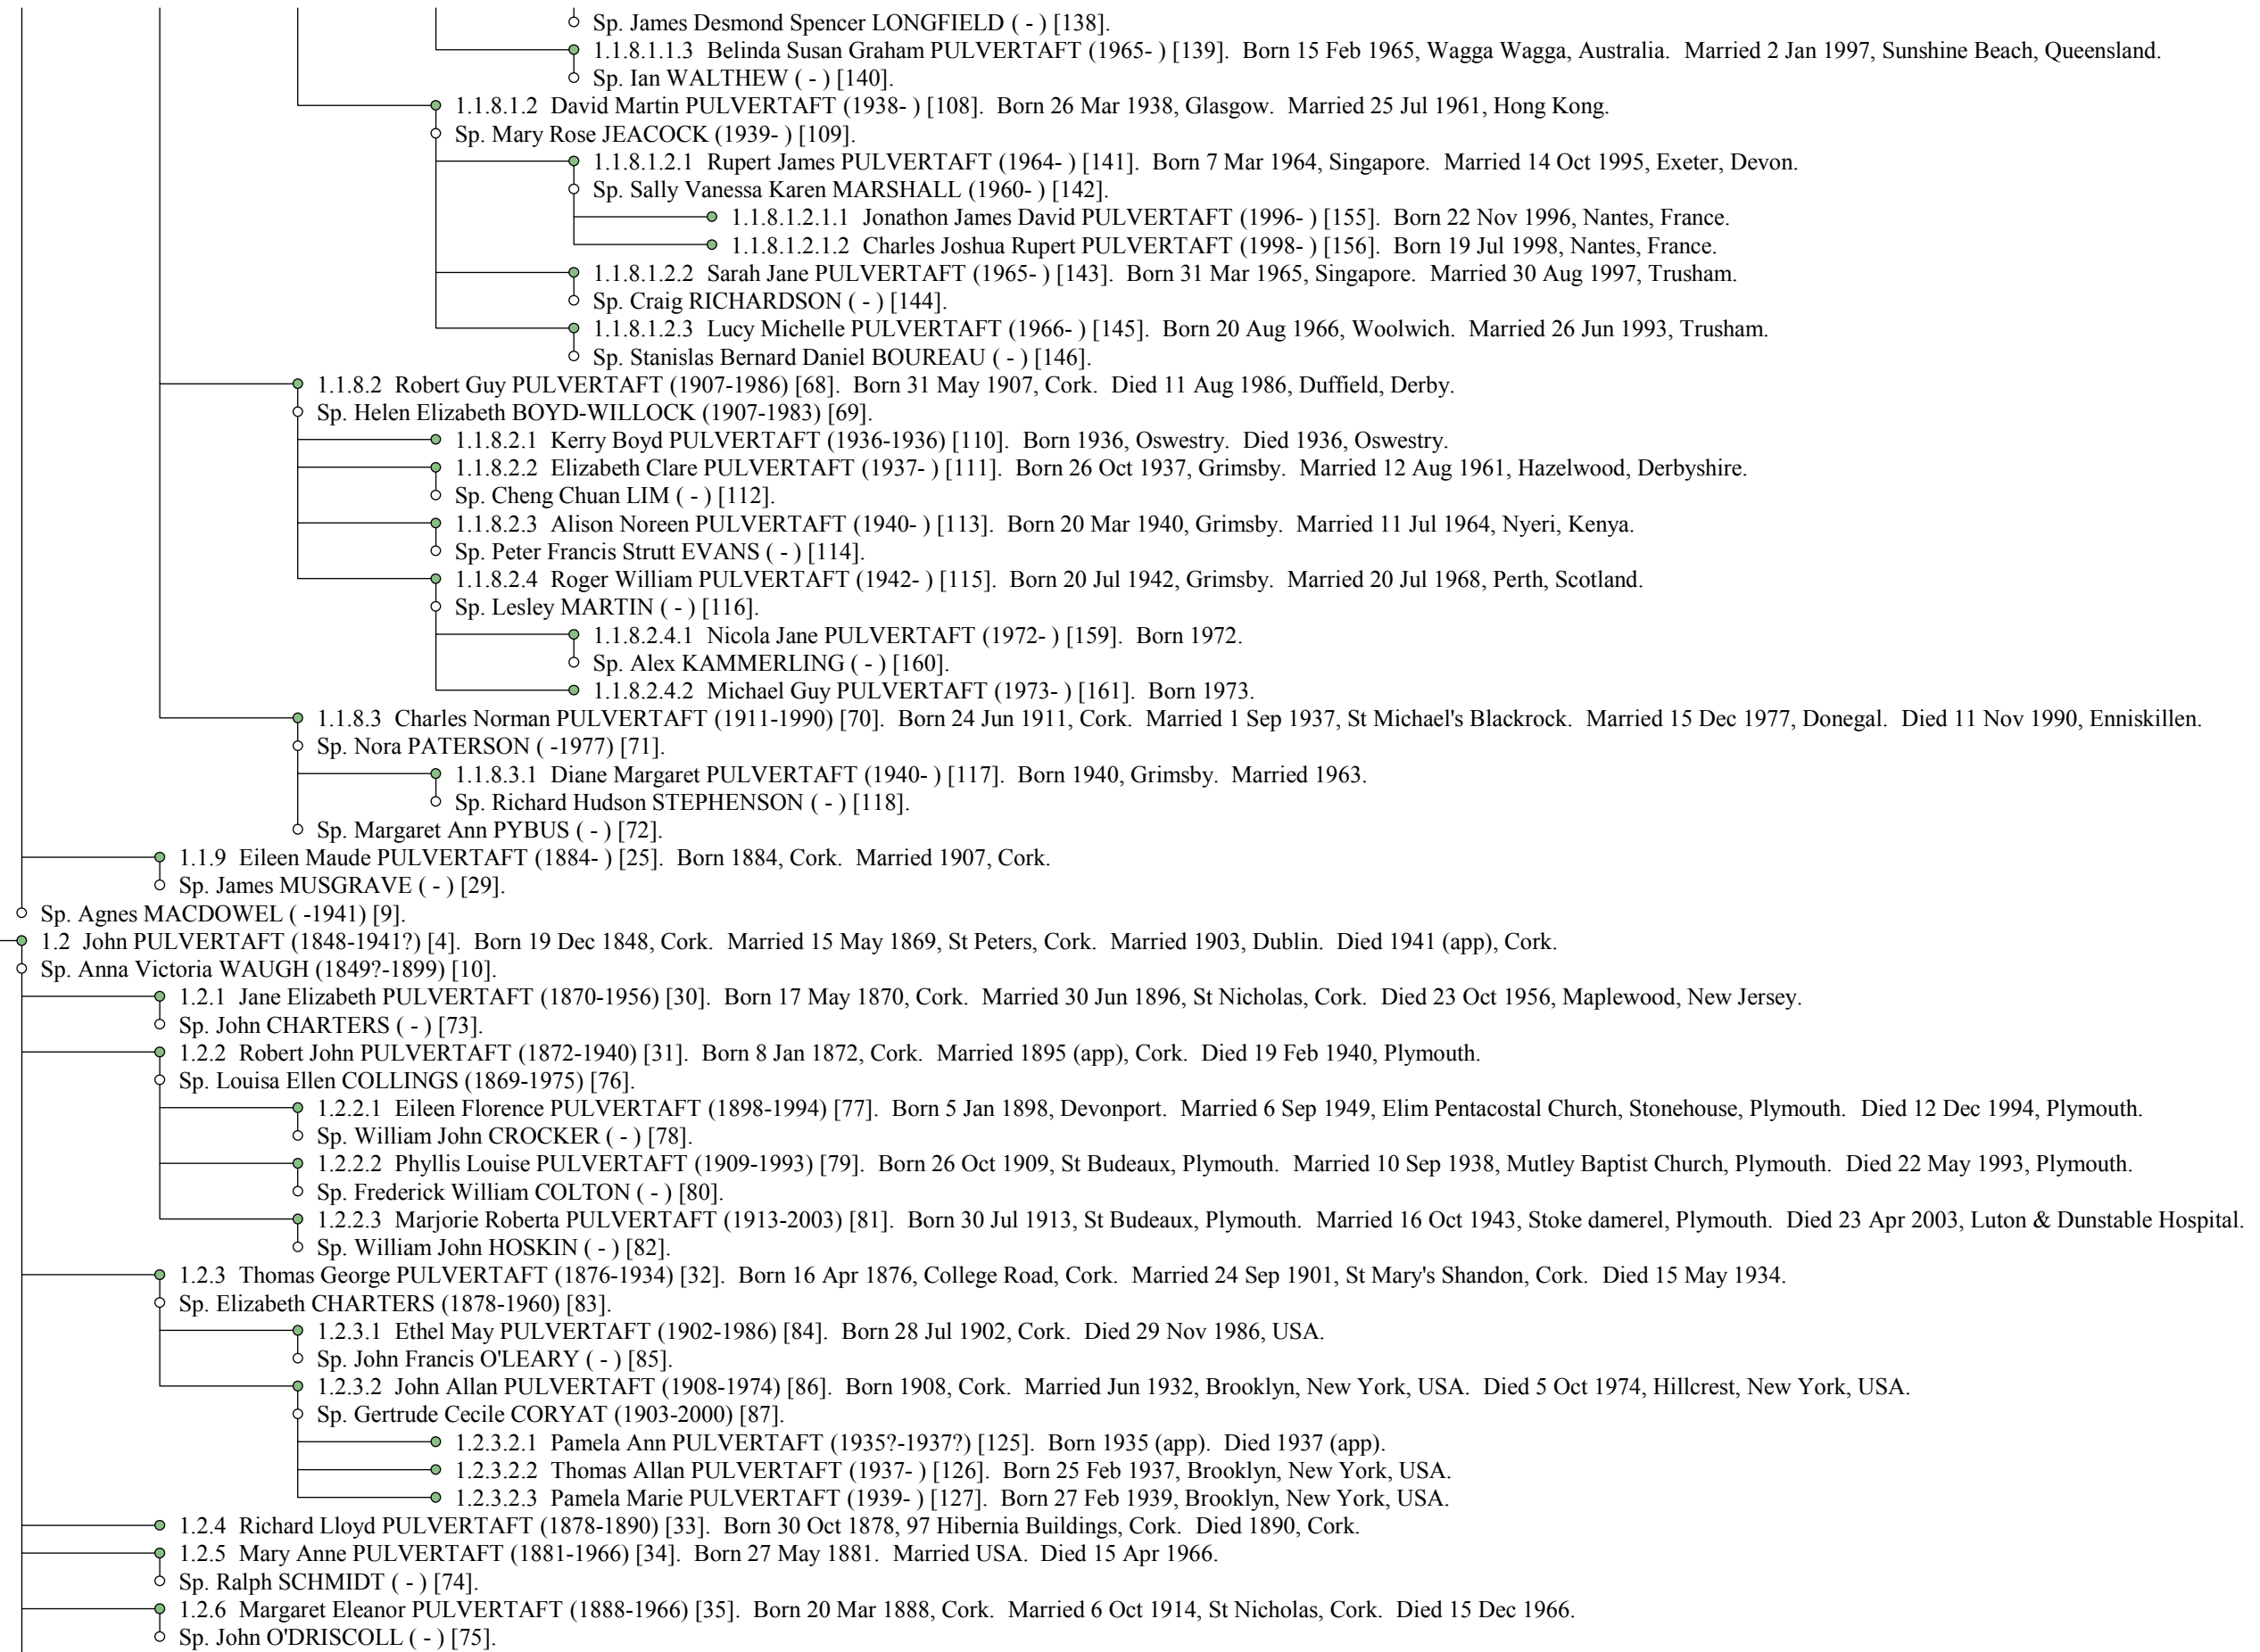 Sp. James Desmond Spencer LONGFIELD ( - ) [138].
1.1.8.1.1.3 Belinda Susan Graham PULVERTAFT (1965- ) [139]. Born 15 Feb 1965, Wagga Wagga, Australia. Married 2 Jan 1997, Sunshine Beach, Queensland.
Sp. Ian WALTHEW ( - ) [140].
1.1.8.1.2 David Martin PULVERTAFT (1938- ) [108]. Born 26 Mar 1938, Glasgow. Married 25 Jul 1961, Hong Kong.
Sp. Mary Rose JEACOCK (1939- ) [109].
1.1.8.1.2.1 Rupert James PULVERTAFT (1964- ) [141]. Born 7 Mar 1964, Singapore. Married 14 Oct 1995, Exeter, Devon.
Sp. Sally Vanessa Karen MARSHALL (1960- ) [142].
1.1.8.1.2.1.1 Jonathon James David PULVERTAFT (1996- ) [155]. Born 22 Nov 1996, Nantes, France.
1.1.8.1.2.1.2 Charles Joshua Rupert PULVERTAFT (1998- ) [156]. Born 19 Jul 1998, Nantes, France.
1.1.8.1.2.2 Sarah Jane PULVERTAFT (1965- ) [143]. Born 31 Mar 1965, Singapore. Married 30 Aug 1997, Trusham.
Sp. Craig RICHARDSON ( - ) [144].
1.1.8.1.2.3 Lucy Michelle PULVERTAFT (1966- ) [145]. Born 20 Aug 1966, Woolwich. Married 26 Jun 1993, Trusham.
Sp. Stanislas Bernard Daniel BOUREAU ( - ) [146].
1.1.8.2 Robert Guy PULVERTAFT (1907-1986) [68]. Born 31 May 1907, Cork. Died 11 Aug 1986, Duffield, Derby.
Sp. Helen Elizabeth BOYD-WILLOCK (1907-1983) [69].
1.1.8.2.1 Kerry Boyd PULVERTAFT (1936-1936) [110]. Born 1936, Oswestry. Died 1936, Oswestry.
1.1.8.2.2 Elizabeth Clare PULVERTAFT (1937- ) [111]. Born 26 Oct 1937, Grimsby. Married 12 Aug 1961, Hazelwood, Derbyshire.
Sp. Cheng Chuan LIM ( - ) [112].
1.1.8.2.3 Alison Noreen PULVERTAFT (1940- ) [113]. Born 20 Mar 1940, Grimsby. Married 11 Jul 1964, Nyeri, Kenya.
Sp. Peter Francis Strutt EVANS ( - ) [114].
1.1.8.2.4 Roger William PULVERTAFT (1942- ) [115]. Born 20 Jul 1942, Grimsby. Married 20 Jul 1968, Perth, Scotland.
Sp. Lesley MARTIN ( - ) [116].
1.1.8.2.4.1 Nicola Jane PULVERTAFT (1972- ) [159]. Born 1972.
Sp. Alex KAMMERLING ( - ) [160].
1.1.8.2.4.2 Michael Guy PULVERTAFT (1973- ) [161]. Born 1973.
1.1.8.3 Charles Norman PULVERTAFT (1911-1990) [70]. Born 24 Jun 1911, Cork. Married 1 Sep 1937, St Michael's Blackrock. Married 15 Dec 1977, Donegal. Died 11 Nov 1990, Enniskillen.
Sp. Nora PATERSON ( -1977) [71].
1.1.8.3.1 Diane Margaret PULVERTAFT (1940- ) [117]. Born 1940, Grimsby. Married 1963.
Sp. Richard Hudson STEPHENSON ( - ) [118].
Sp. Margaret Ann PYBUS ( - ) [72].
1.1.9 Eileen Maude PULVERTAFT (1884- ) [25]. Born 1884, Cork. Married 1907, Cork.
Sp. James MUSGRAVE ( - ) [29].
Sp. Agnes MACDOWEL ( -1941) [9].
1.2 John PULVERTAFT (1848-1941?) [4]. Born 19 Dec 1848, Cork. Married 15 May 1869, St Peters, Cork. Married 1903, Dublin. Died 1941 (app), Cork.
Sp. Anna Victoria WAUGH (1849?-1899) [10].
1.2.1 Jane Elizabeth PULVERTAFT (1870-1956) [30]. Born 17 May 1870, Cork. Married 30 Jun 1896, St Nicholas, Cork. Died 23 Oct 1956, Maplewood, New Jersey.
Sp. John CHARTERS ( - ) [73].
1.2.2 Robert John PULVERTAFT (1872-1940) [31]. Born 8 Jan 1872, Cork. Married 1895 (app), Cork. Died 19 Feb 1940, Plymouth.
Sp. Louisa Ellen COLLINGS (1869-1975) [76].
1.2.2.1 Eileen Florence PULVERTAFT (1898-1994) [77]. Born 5 Jan 1898, Devonport. Married 6 Sep 1949, Elim Pentacostal Church, Stonehouse, Plymouth. Died 12 Dec 1994, Plymouth.
Sp. William John CROCKER ( - ) [78].
1.2.2.2 Phyllis Louise PULVERTAFT (1909-1993) [79]. Born 26 Oct 1909, St Budeaux, Plymouth. Married 10 Sep 1938, Mutley Baptist Church, Plymouth. Died 22 May 1993, Plymouth.
Sp. Frederick William COLTON ( - ) [80].
1.2.2.3 Marjorie Roberta PULVERTAFT (1913-2003) [81]. Born 30 Jul 1913, St Budeaux, Plymouth. Married 16 Oct 1943, Stoke damerel, Plymouth. Died 23 Apr 2003, Luton & Dunstable Hospital.
Sp. William John HOSKIN ( - ) [82].
1.2.3 Thomas George PULVERTAFT (1876-1934) [32]. Born 16 Apr 1876, College Road, Cork. Married 24 Sep 1901, St Mary's Shandon, Cork. Died 15 May 1934.
Sp. Elizabeth CHARTERS (1878-1960) [83].
1.2.3.1 Ethel May PULVERTAFT (1902-1986) [84]. Born 28 Jul 1902, Cork. Died 29 Nov 1986, USA.
Sp. John Francis O'LEARY ( - ) [85].
1.2.3.2 John Allan PULVERTAFT (1908-1974) [86]. Born 1908, Cork. Married Jun 1932, Brooklyn, New York, USA. Died 5 Oct 1974, Hillcrest, New York, USA.
Sp. Gertrude Cecile CORYAT (1903-2000) [87].
1.2.3.2.1 Pamela Ann PULVERTAFT (1935?-1937?) [125]. Born 1935 (app). Died 1937 (app).
1.2.3.2.2 Thomas Allan PULVERTAFT (1937- ) [126]. Born 25 Feb 1937, Brooklyn, New York, USA.
1.2.3.2.3 Pamela Marie PULVERTAFT (1939- ) [127]. Born 27 Feb 1939, Brooklyn, New York, USA.
1.2.4 Richard Lloyd PULVERTAFT (1878-1890) [33]. Born 30 Oct 1878, 97 Hibernia Buildings, Cork. Died 1890, Cork.
1.2.5 Mary Anne PULVERTAFT (1881-1966) [34]. Born 27 May 1881. Married USA. Died 15 Apr 1966.
Sp. Ralph SCHMIDT ( - ) [74].
1.2.6 Margaret Eleanor PULVERTAFT (1888-1966) [35]. Born 20 Mar 1888, Cork. Married 6 Oct 1914, St Nicholas, Cork. Died 15 Dec 1966.
Sp. John O'DRISCOLL ( - ) [75].